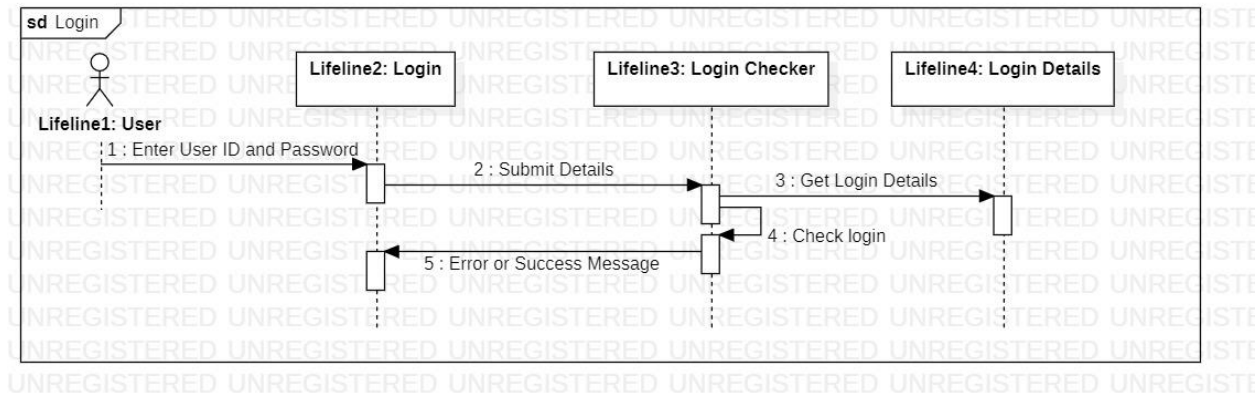 sd Login
Lifeline1: User
Lifeline2: Login
Lifeline3: Login Checker
Lifeline4: Login Details
1 : Enter User ID and Password
2 : Submit Details
3 : Get Login Details
4 : Check login
5 : Error or Success Message
UNREGISTERED UNREGISTERED UNREGISTERED UNREGISTERED UNREGISTERED UNREGISTE